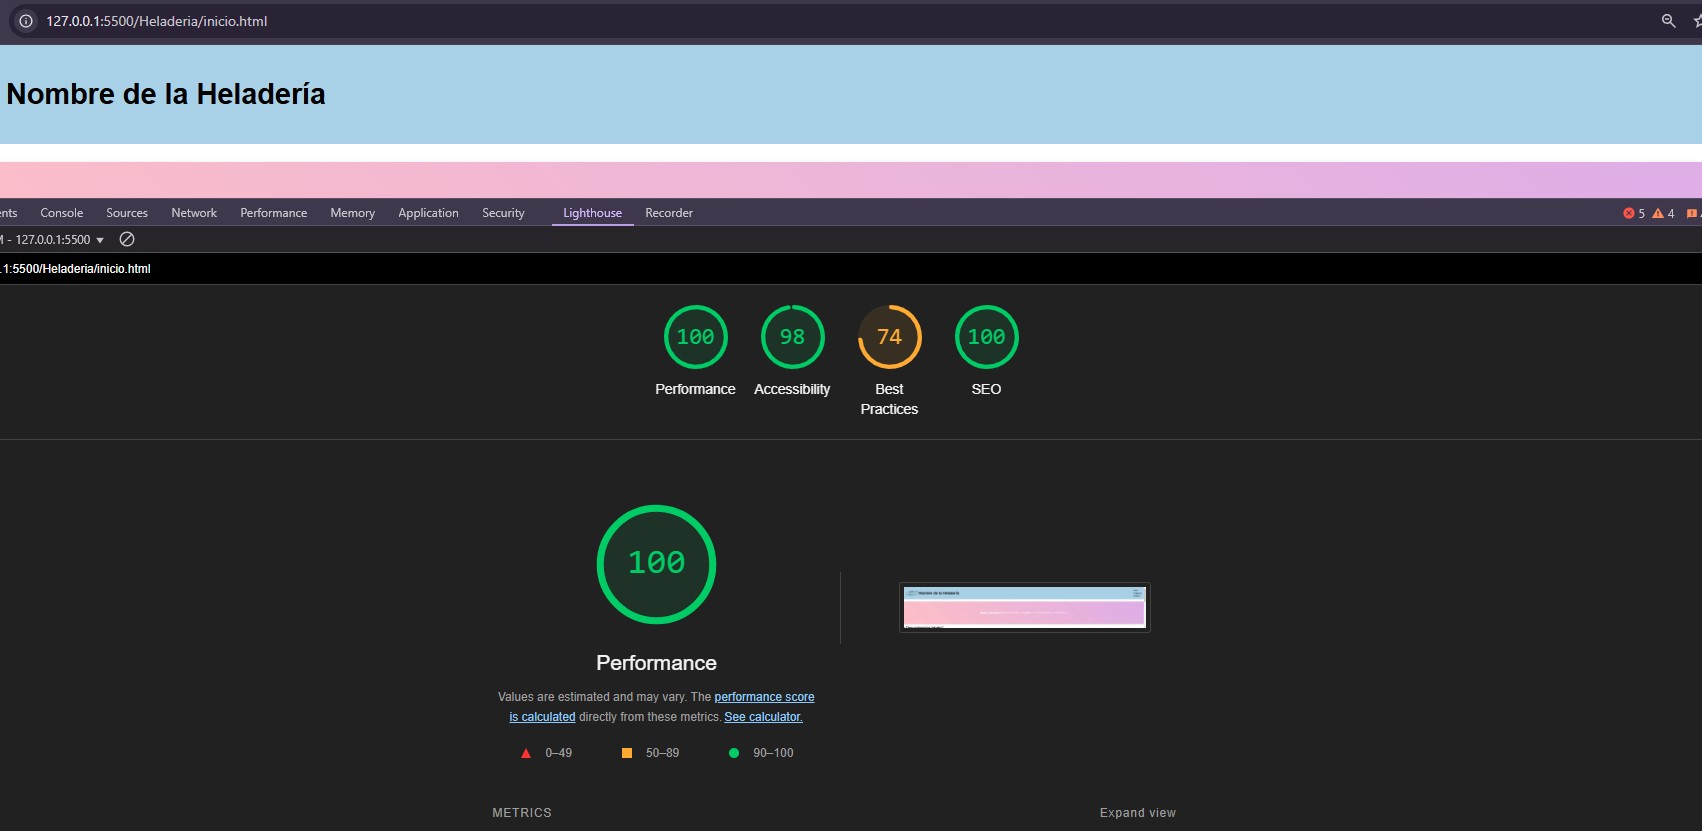 127.0.0.1:5500/Heladeria/inicio.html
Nombre de la Heladería
nts Console Sources Network Performance Memory Application Security Lighthouse Recorder 5 4
- 127.0.0.1:5500
.1:5500/Heladeria/inicio.html
100 98 74 100
Performance Accessibility Best Practices SEO
100
Performance
Values are estimated and may vary. The performance score
is calculated directly from these metrics. See calculator.
0–49 50–89 90–100
METRICS Expand view